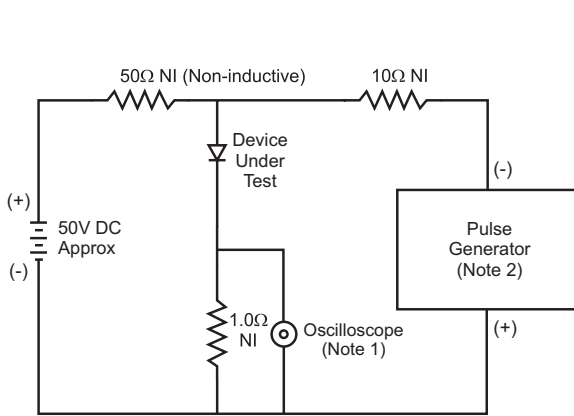 50Ω NI (Non-inductive)
10Ω NI
Device
Under
Test
(-)
(+)
50V DC
Approx
(-)
Pulse
Generator
(Note 2)
1.0Ω
NI
Oscilloscope
(Note 1)
(+)